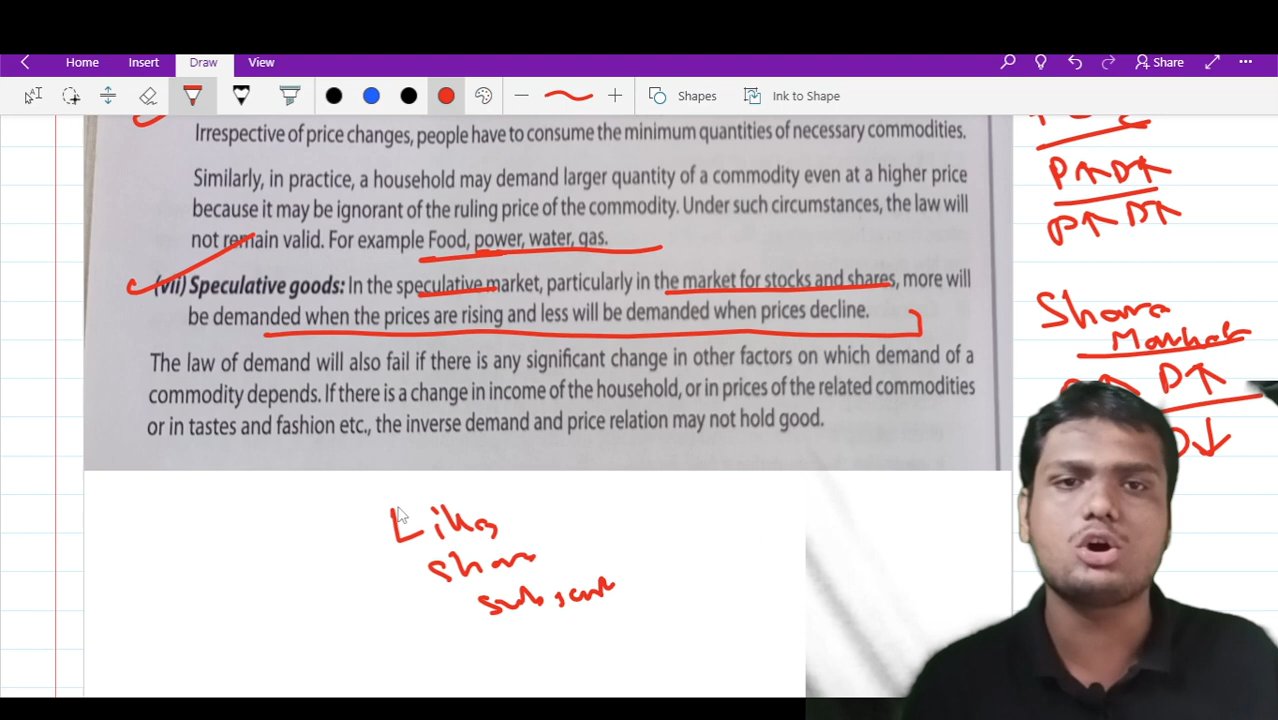 Home Insert Draw View Share
Shapes Ink to Shape
Irrespective of price changes, people have to consume the minimum quantities of necessary commodities.
Similarly, in practice, a household may demand larger quantity of a commodity even at a higher price
because it may be ignorant of the ruling price of the commodity. Under such circumstances, the law will
not remain valid. For example Food, power, water, gas.
(vii) Speculative goods: In the speculative market, particularly in the market for stocks and shares, more will
be demanded when the prices are rising and less will be demanded when prices decline.
The law of demand will also fail if there is any significant change in other factors on which demand of a
commodity depends. If there is a change in income of the household, or in prices of the related commodities
or in tastes and fashion etc., the inverse demand and price relation may not hold good.
P↑ D↑
P↑ D↑
Share
Market
D↑
D↓
Like
share